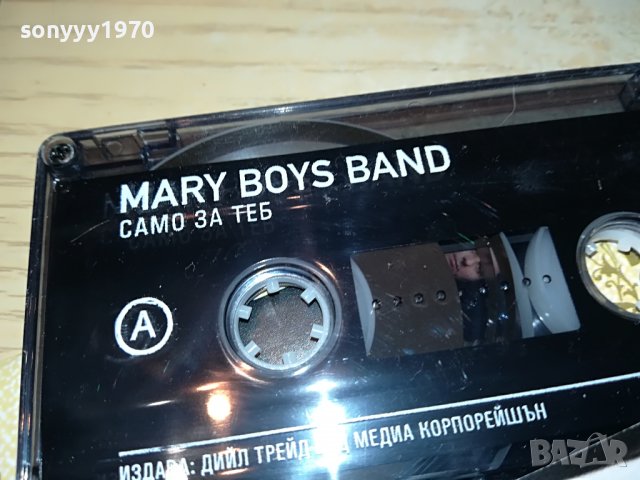 sonyyy1970
MARY BOYS BAND
САМО ЗА ТЕБ
A
ИЗДАВА: ДИЙЛ ТРЕЙД МЕДИА КОРПОРЕЙШЪН
BAZAR